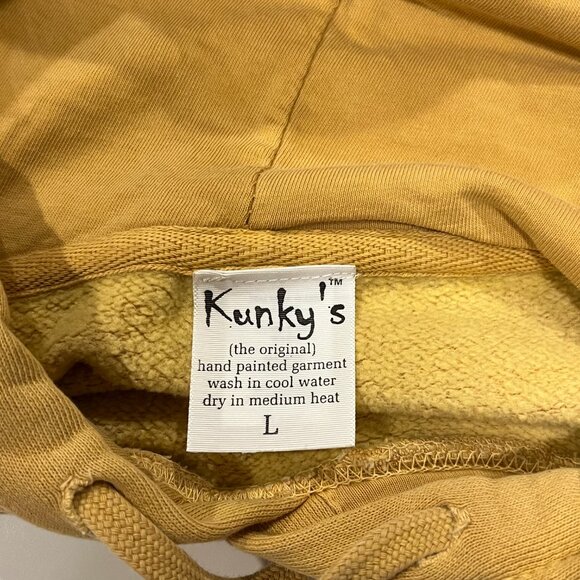 Kunky's™
(the original)
hand painted garment
wash in cool water
dry in medium heat
L